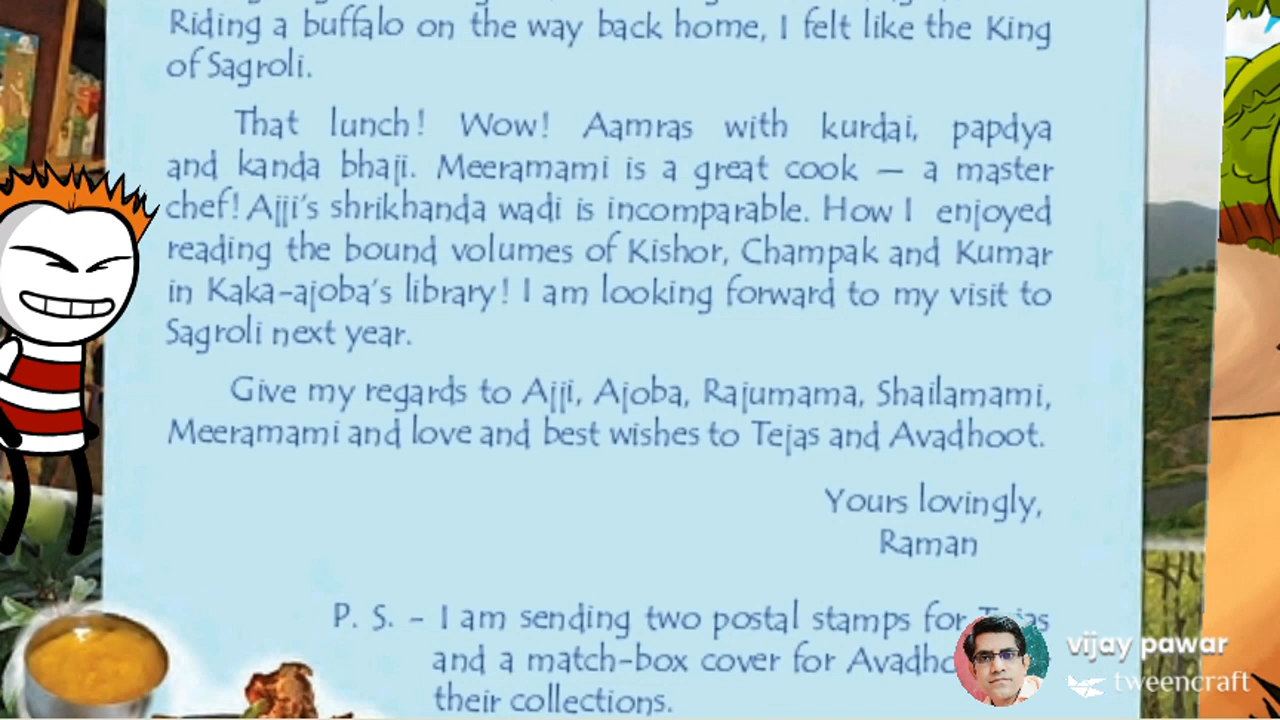 Riding a buffalo on the way back home, I felt like the King
of Sagroli.
That lunch! Wow! Aamras with kurdai, papdya
and kanda bhaji. Meeramami is a great cook – a master
chef! Ajji's shrikhanda wadi is incomparable. How I enjoyed
reading the bound volumes of Kishor, Champak and Kumar
in Kaka-ajoba's library! I am looking forward to my visit to
Sagroli next year.
Give my regards to Ajji, Ajoba, Rajumama, Shailamami,
Meeramami and love and best wishes to Tejas and Avadhoot.
Yours lovingly,
Raman
P. S. - I am sending two postal stamps for
and a match-box cover for
their collections.
vijay pawar
tweencraft